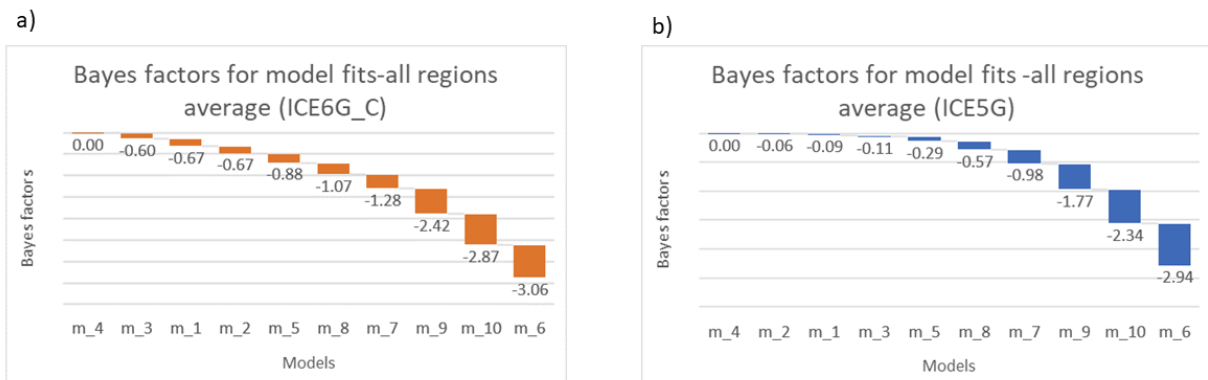 a)
Bayes factors for model fits-all regions
average (ICE6G_C)
Bayes factors
0.00 -0.60 -0.67 -0.67 -0.88 -1.07 -1.28 -2.42 -2.87 -3.06
m_4 m_3 m_1 m_2 m_5 m_8 m_7 m_9 m_10 m_6
Models
b)
Bayes factors for model fits -all regions
average (ICE5G)
Bayes factors
0.00 -0.06 -0.09 -0.11 -0.29 -0.57 -0.98 -1.77 -2.34 -2.94
m_4 m_2 m_1 m_3 m_5 m_8 m_7 m_9 m_10 m_6
Models